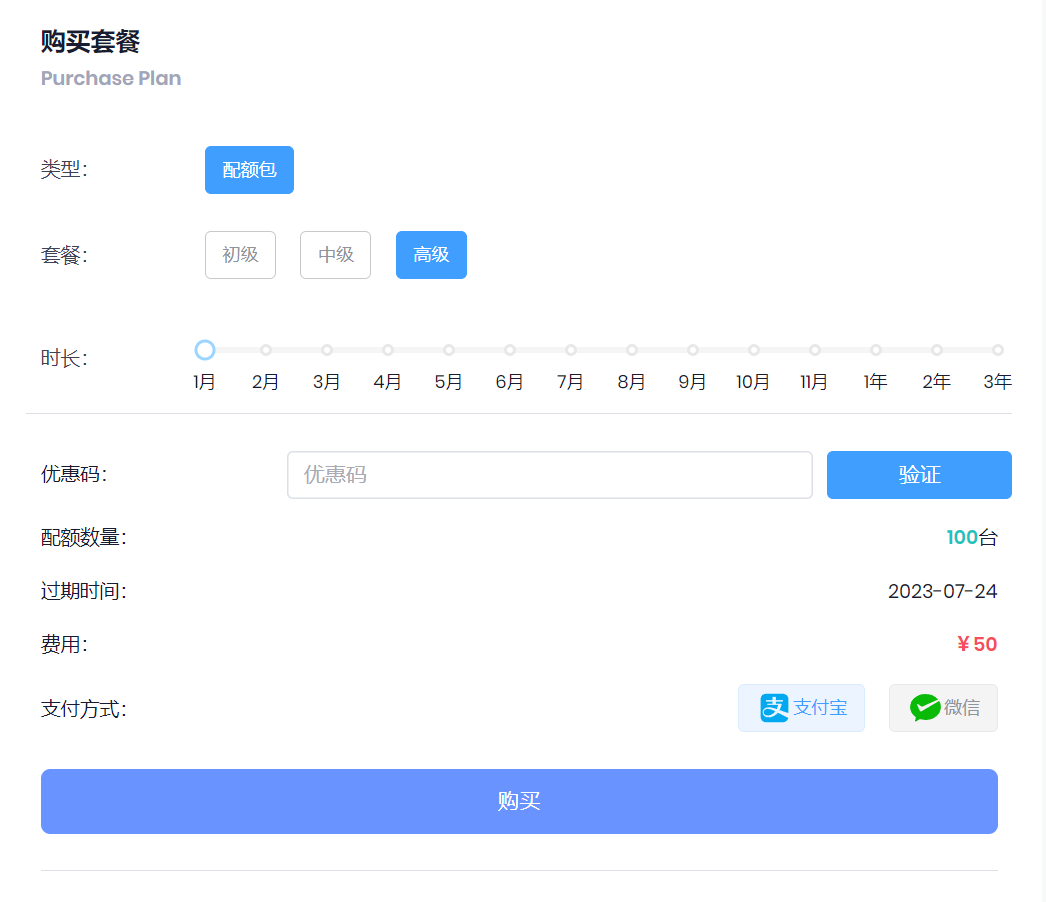 购买套餐
Purchase Plan
类型：
配额包
套餐：
初级 中级 高级
时长：
1月 2月 3月 4月 5月 6月 7月 8月 9月 10月 11月 1年 2年 3年
优惠码： 优惠码 验证
配额数量： 100台
过期时间： 2023-07-24
费用： ¥50
支付方式： 支 支付宝 微信
购买